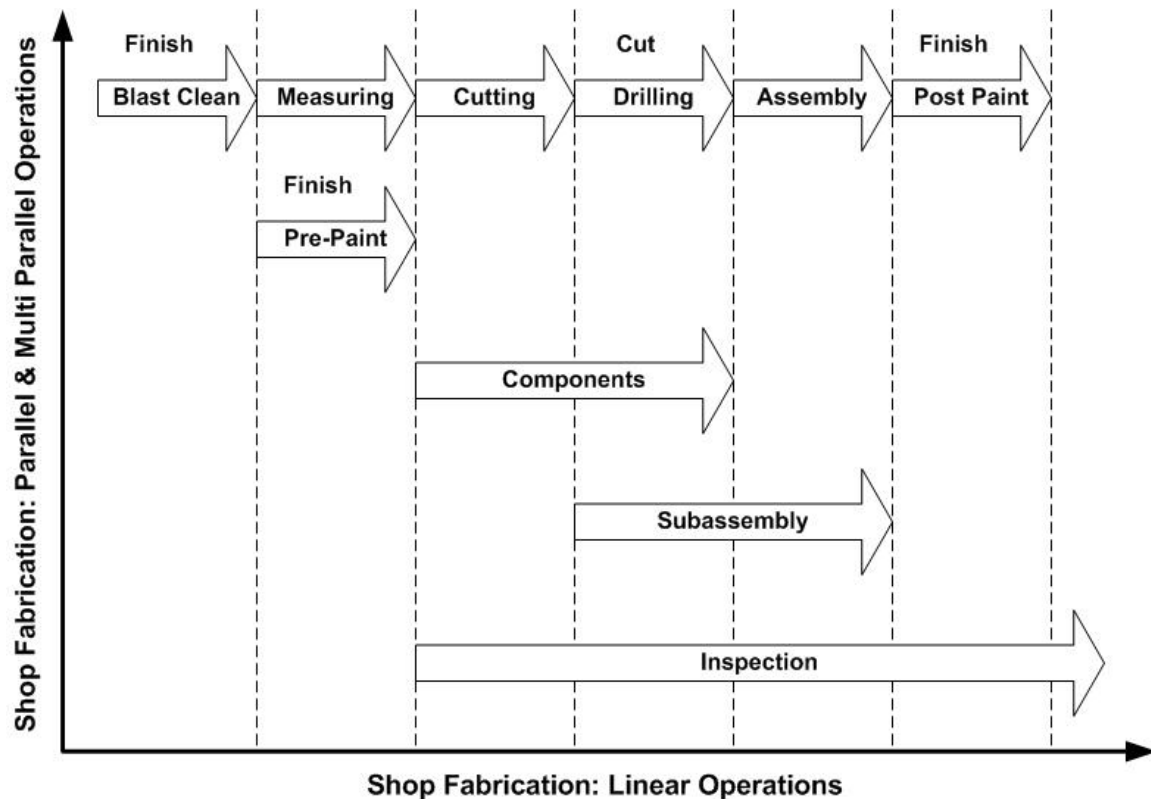 Finish
Cut
Finish
Blast Clean
Measuring
Cutting
Drilling
Assembly
Post Paint
Finish
Pre-Paint
Components
Subassembly
Inspection
Shop Fabrication: Parallel & Multi Parallel Operations
Shop Fabrication: Linear Operations